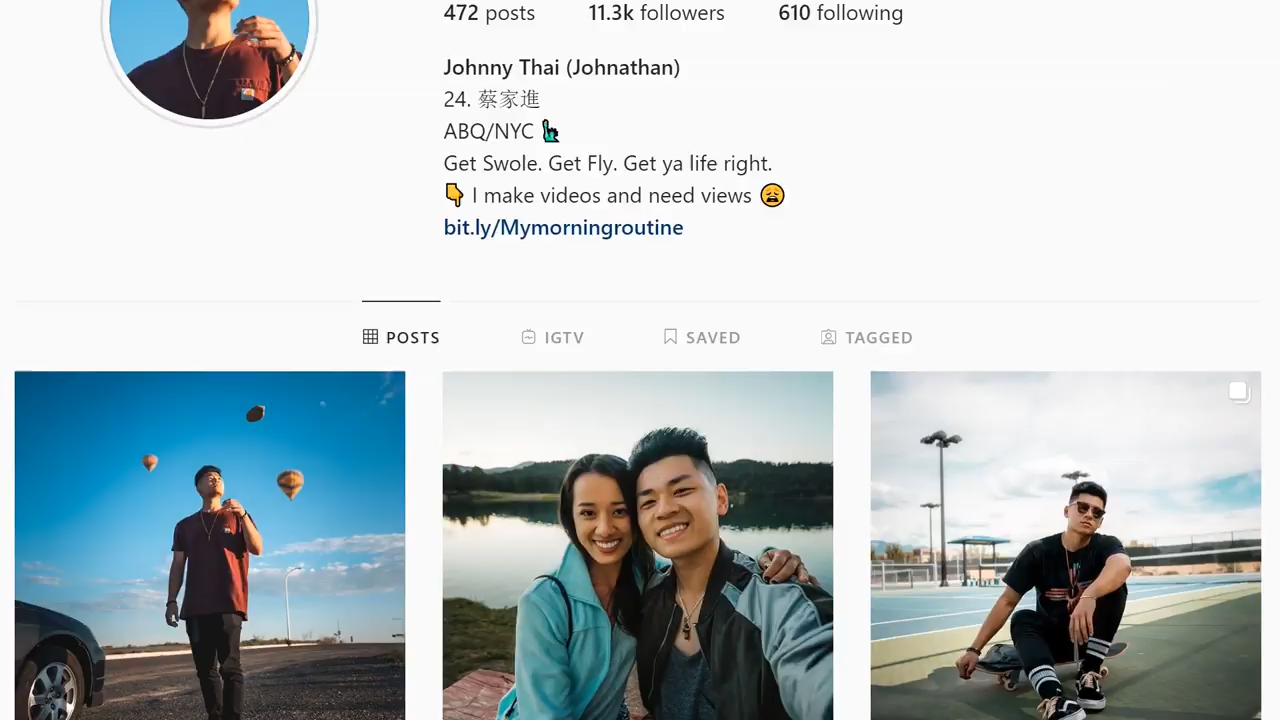 472 posts 11.3k followers 610 following
Johnny Thai (Johnathan)
24. 蔡家進
ABQ/NYC
Get Swole. Get Fly. Get ya life right.
I make videos and need views
bit.ly/Mymorningroutine
POSTS IGTV SAVED TAGGED